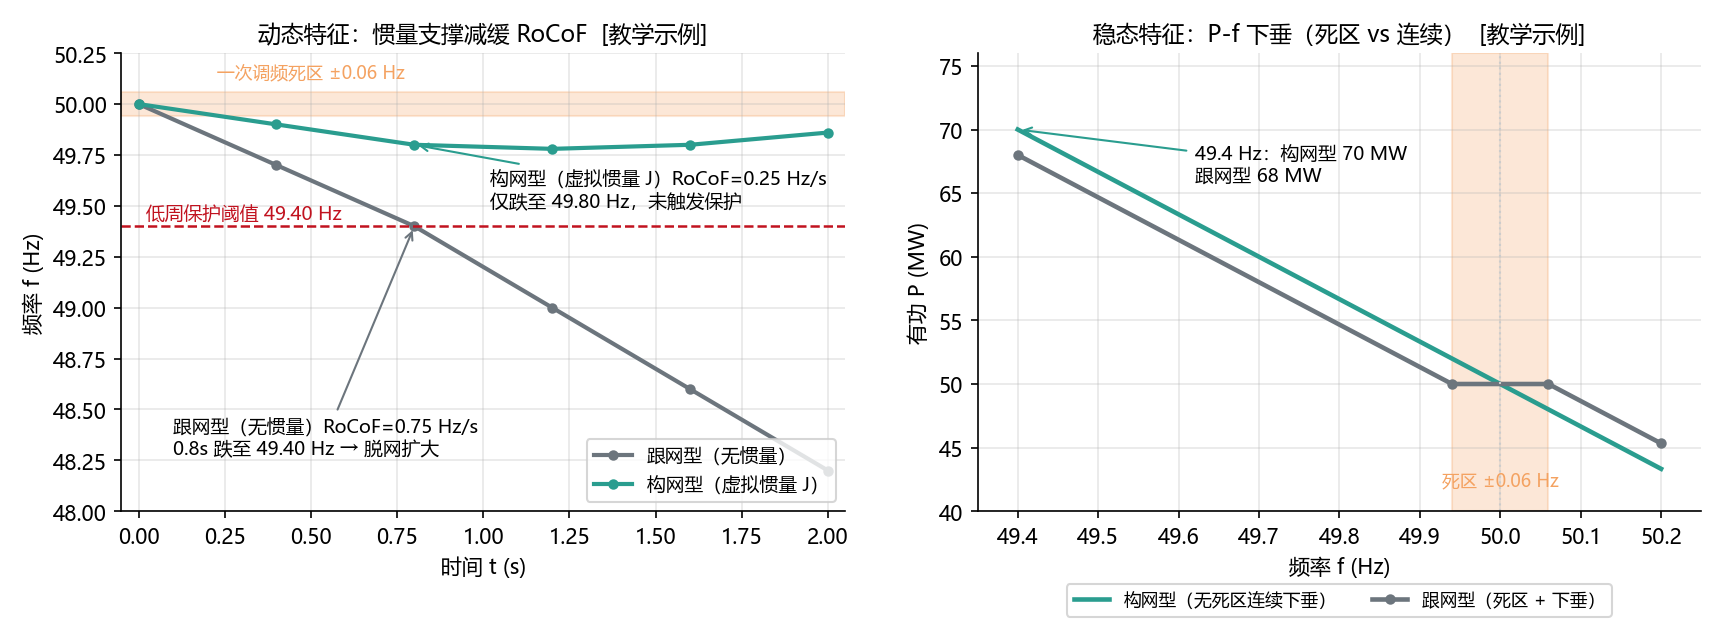 动态特征：惯量支撑减缓 RoCoF [教学示例]
50.25
50.00
49.75
49.50
49.25
49.00
48.75
48.50
48.25
48.00
频率 f (Hz)
一次调频死区 ±0.06 Hz
构网型（虚拟惯量 J）RoCoF=0.25 Hz/s
仅跌至 49.80 Hz，未触发保护
低周保护阈值 49.40 Hz
跟网型（无惯量）RoCoF=0.75 Hz/s
0.8s 跌至 49.40 Hz → 脱网扩大
跟网型（无惯量）
构网型（虚拟惯量 J）
0.00
0.25
0.50
0.75
1.00
1.25
1.50
1.75
2.00
时间 t (s)
稳态特征：P-f 下垂（死区 vs 连续） [教学示例]
75
70
65
60
55
50
45
40
有功 P (MW)
49.4 Hz：构网型 70 MW
跟网型 68 MW
死区 ±0.06 Hz
49.4
49.5
49.6
49.7
49.8
49.9
50.0
50.1
50.2
频率 f (Hz)
构网型（无死区连续下垂）
跟网型（死区 + 下垂）